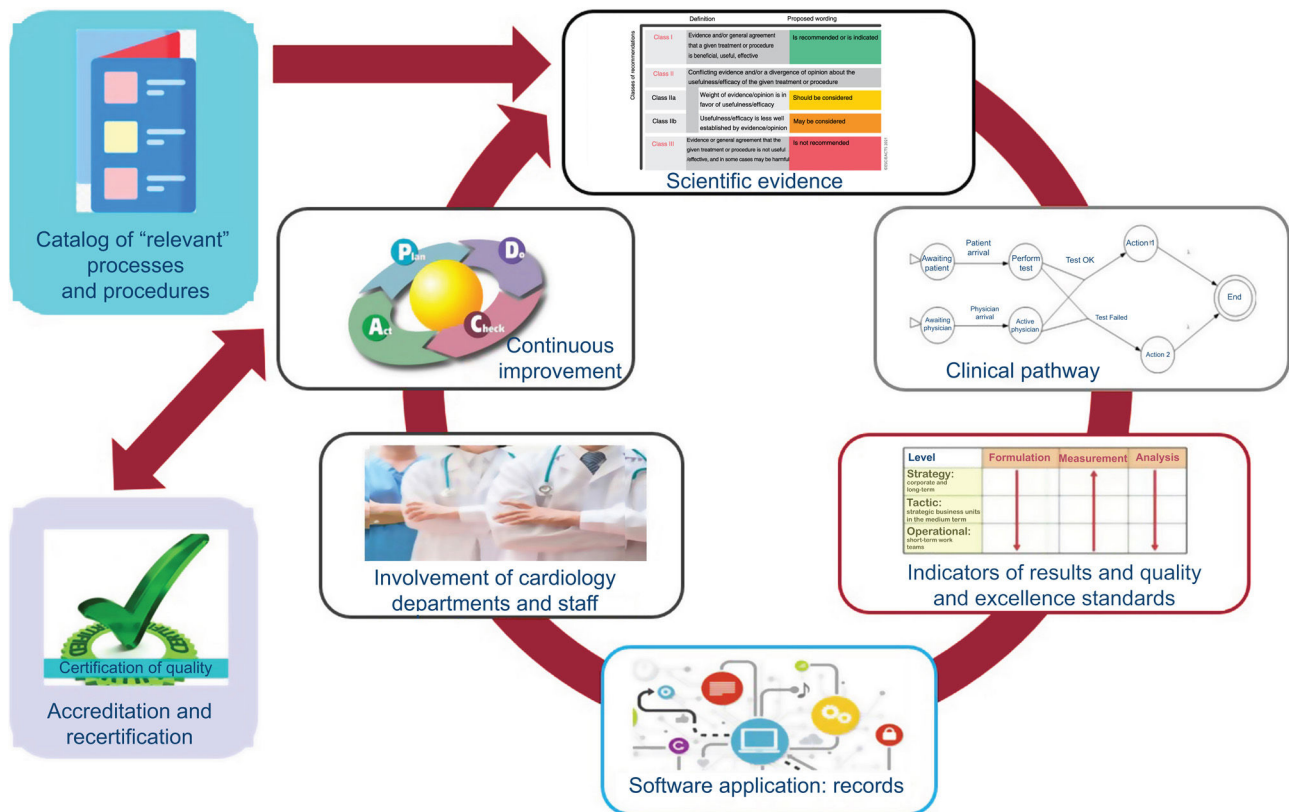 Definition
Proposed wording
Classes of recommendations
Class I
Evidence and/or general agreement
that a given treatment or procedure
is beneficial, useful, effective
Is recommended or is indicated
Class II
Conflicting evidence and/or a divergence of opinion about the
usefulness/efficacy of the given treatment or procedure
Class IIa
Weight of evidence/opinion is in
favor of usefulness/efficacy
Should be considered
Class IIb
Usefulness/efficacy is less well
established by evidence/opinion
May be considered
Class III
Evidence or general agreement that the
given treatment or procedure is not useful
/effective, and in some cases may be harmful
Is not recommended
Scientific evidence
Catalog of “relevant”
processes
and procedures
Plan
Do
Check
Act
Continuous
improvement
Awaiting
patient
Patient
arrival
Perform
test
Test OK
Action 1
End
Awaiting
physician
Physician
arrival
Active
physician
Test Failed
Action 2
Clinical pathway
Level
Formulation
Measurement
Analysis
Strategy:
corporate and
long-term
Tactic:
strategic business units
in the medium term
Operational:
short-term work
teams
Indicators of results and quality
and excellence standards
Involvement of cardiology
departments and staff
Software application: records
Certification of quality
Accreditation and
recertification